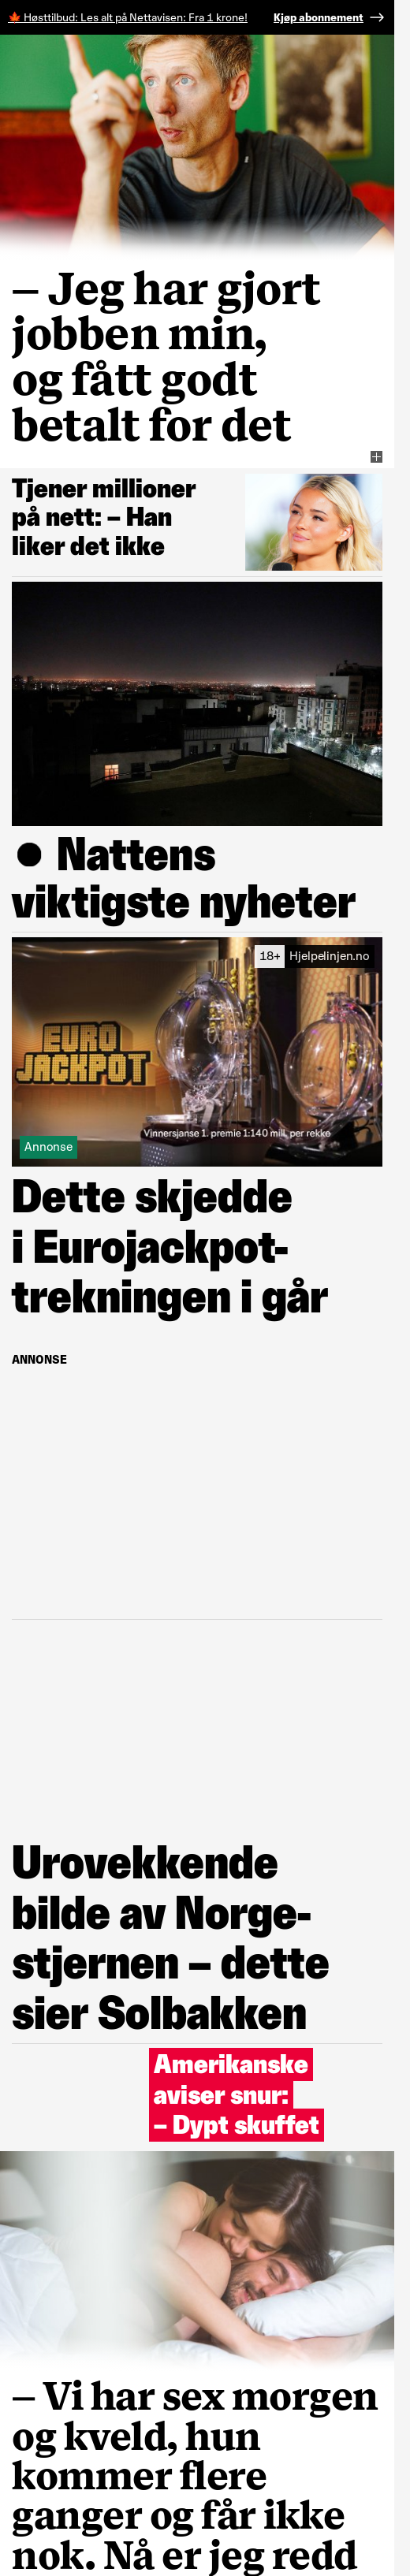 🍁 Høsttilbud: Les alt på Nettavisen: Fra 1 krone! Kjøp abonnement →
– Jeg har gjort
jobben min,
og fått godt
betalt for det
Tjener millioner
på nett: – Han
liker det ikke
● Nattens
viktigste nyheter
18+ Hjelpelinjen.no
EURO
JACKPOT
Vinnersjanse 1. premie 1:140 mill. per rekke
Annonse
Dette skjedde
i Eurojackpot-
trekningen i går
ANNONSE
Urovekkende
bilde av Norge-
stjernen – dette
sier Solbakken
Amerikanske
aviser snur:
– Dypt skuffet
– Vi har sex morgen
og kveld, hun
kommer flere
ganger og får ikke
nok. Nå er jeg redd